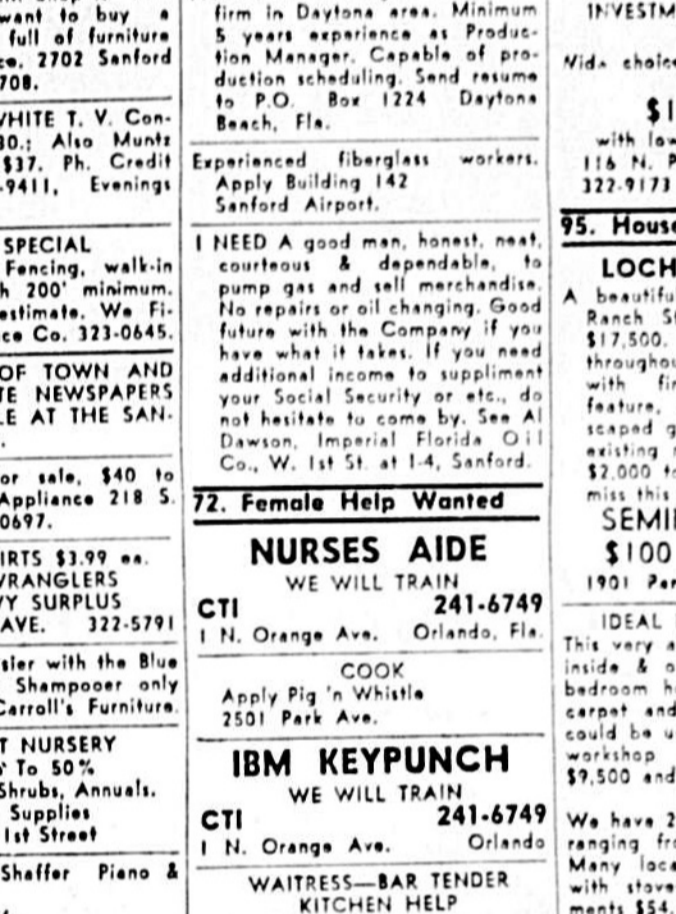 want to buy a
full of furniture
ce. 2702 Sanford
708.
WHITE T. V. Con-
30.; Also Muntz
$37. Ph. Credit
-9411, Evenings
SPECIAL
Fencing, walk-in
h 200' minimum.
estimate. We Fi-
ce Co. 323-0645.
OF TOWN AND
TE NEWSPAPERS
LE AT THE SAN-
or sale, $40 to
Appliance 218 S.
0697.
IRTS $3.99 ea.
WRANGLERS
VY SURPLUS
AVE. 322-5791
sier with the Blue
Shampooer only
Carroll's Furniture.
T NURSERY
To 50%
Shrubs, Annuals.
Supplies
1st Street
Shaffer Piano &
firm in Daytona area. Minimum
5 years experience as Produc-
tion Manager. Capable of pro-
duction scheduling. Send resume
to P.O. Box 1224 Daytona
Beach, Fla.
Experienced fiberglass workers.
Apply Building 142
Sanford Airport.
I NEED A good man, honest, neat,
courteous & dependable, to
pump gas and sell merchandise.
No repairs or oil changing. Good
future with the Company if you
have what it takes. If you need
additional income to suppliment
your Social Security or etc., do
not hesitate to come by. See Al
Dawson, Imperial Florida Oil
Co., W. 1st St. at I-4, Sanford.
72. Female Help Wanted
NURSES AIDE
WE WILL TRAIN
CTI 241-6749
1 N. Orange Ave. Orlando, Fla.
COOK
Apply Pig 'n Whistle
2501 Park Ave.
IBM KEYPUNCH
WE WILL TRAIN
CTI 241-6749
1 N. Orange Ave. Orlando
WAITRESS—BAR TENDER
KITCHEN HELP
INVESTM
choice
$1
with low
116 N. P
322-9173
95. House
LOCH
A beautifu
Ranch St
$17,500.
throughou
with fir
feature,
scaped g
existing
$2,000 to
miss this
SEMI
$100
1901 Par
IDEAL
This very a
inside & o
bedroom h
carpet and
could be u
workshop
$9,500 and
We have 2
ranging fro
Many loca
with stove
ments $54.